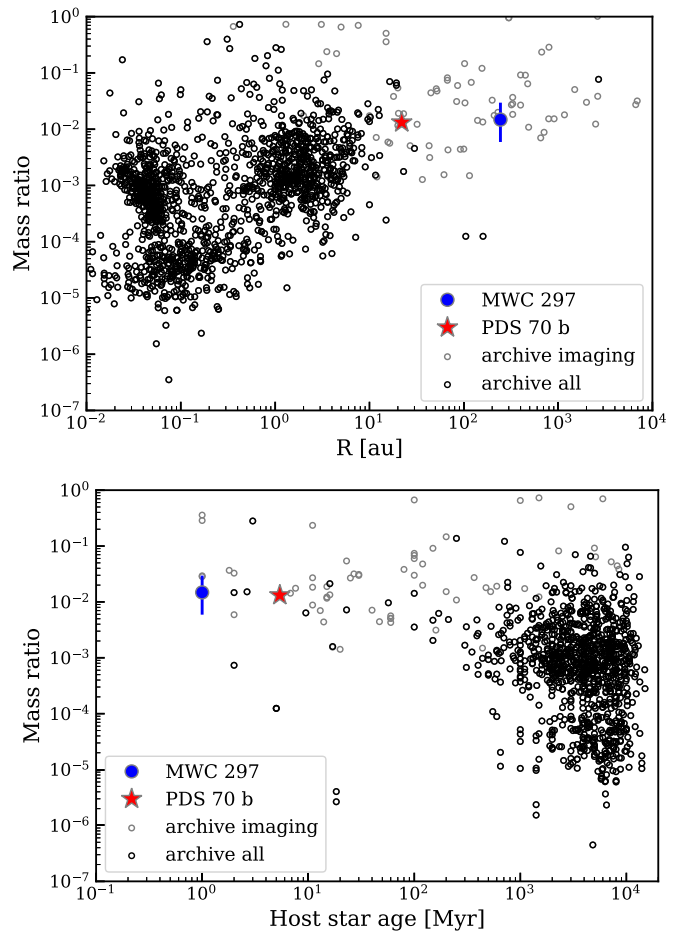 10^0
10^-1
10^-2
10^-3
10^-4
10^-5
10^-6
10^-7
Mass ratio
MWC 297
PDS 70 b
archive imaging
archive all
10^-2 10^-1 10^0 10^1 10^2 10^3 10^4
R [au]
10^0
10^-1
10^-2
10^-3
10^-4
10^-5
10^-6
10^-7
Mass ratio
MWC 297
PDS 70 b
archive imaging
archive all
10^-1 10^0 10^1 10^2 10^3 10^4
Host star age [Myr]